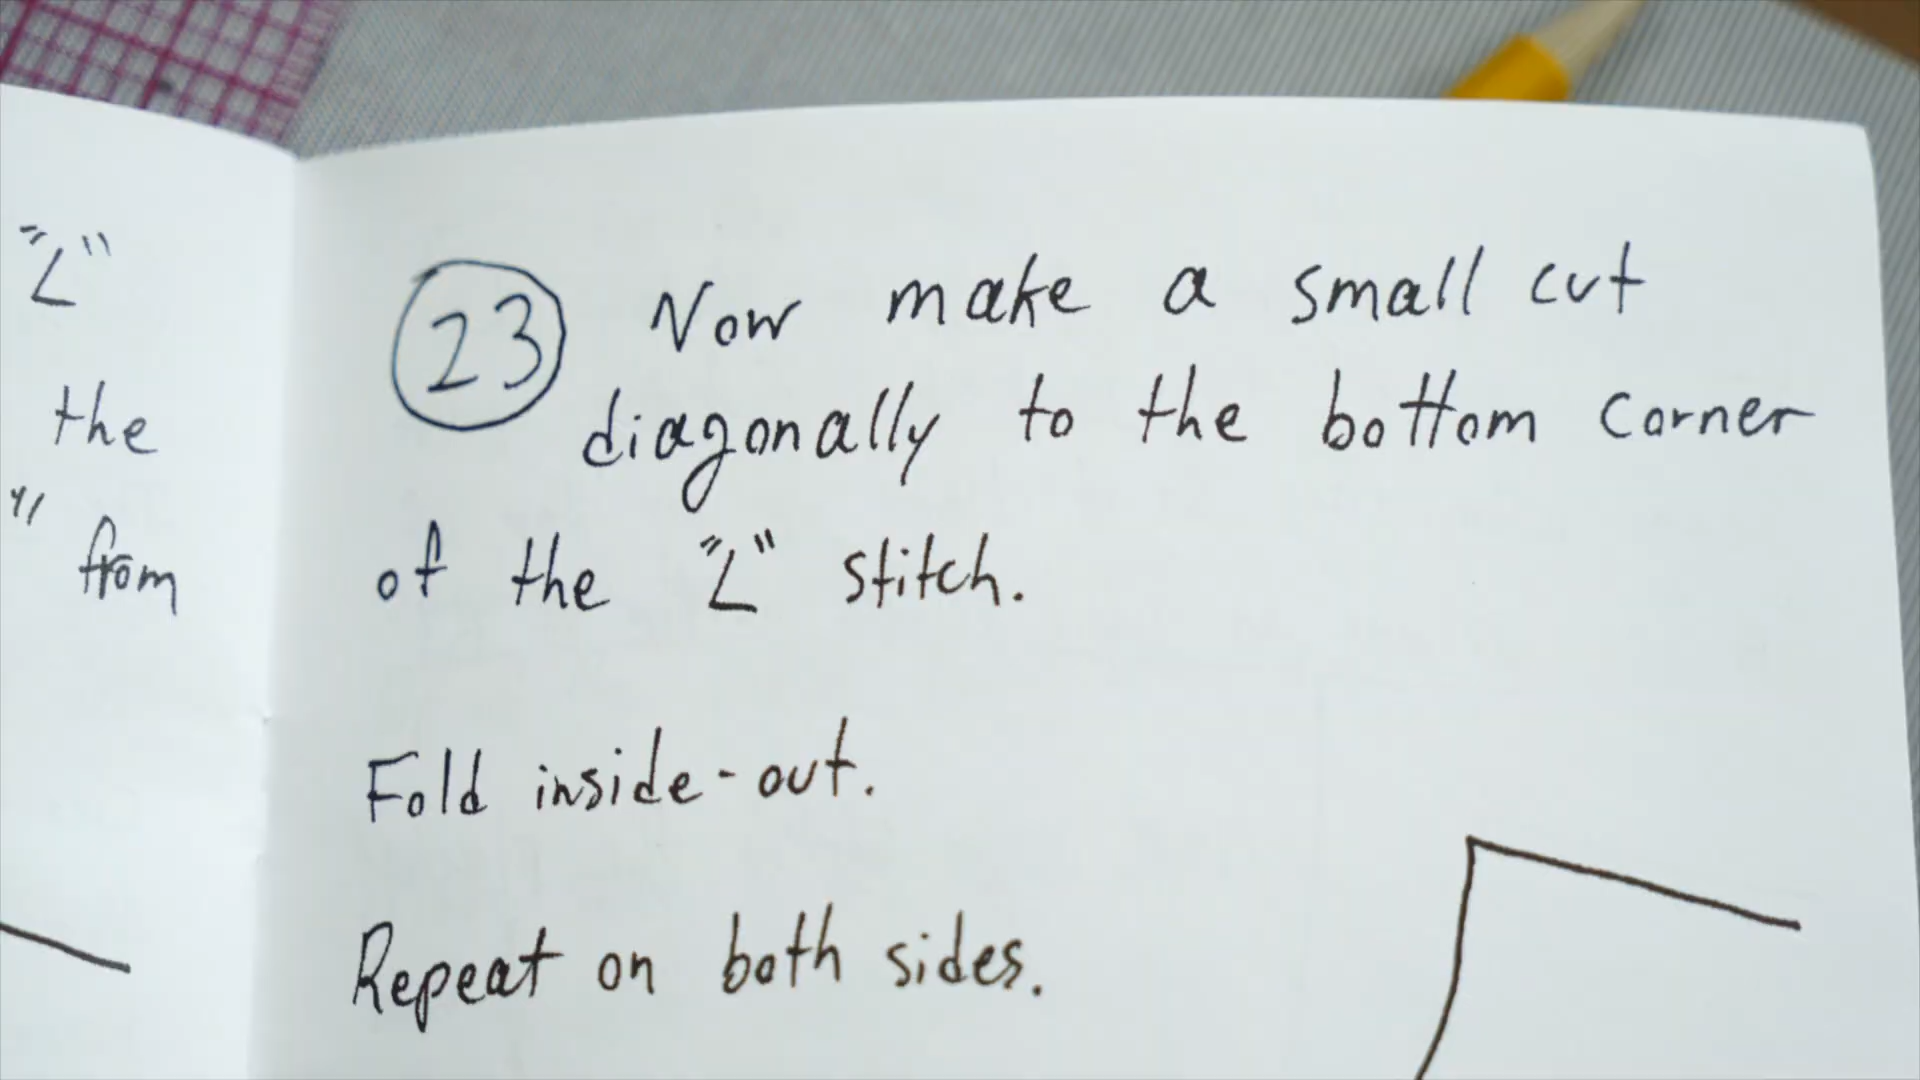 "L"
the
" from
23 Now make a small cut
diagonally to the bottom corner
of the "L" stitch.
Fold inside-out.
Repeat on both sides.